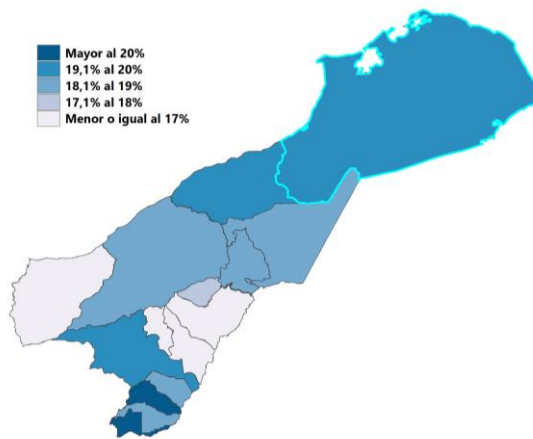 Mayor al 20%
19,1% al 20%
18,1% al 19%
17,1% al 18%
Menor o igual al 17%